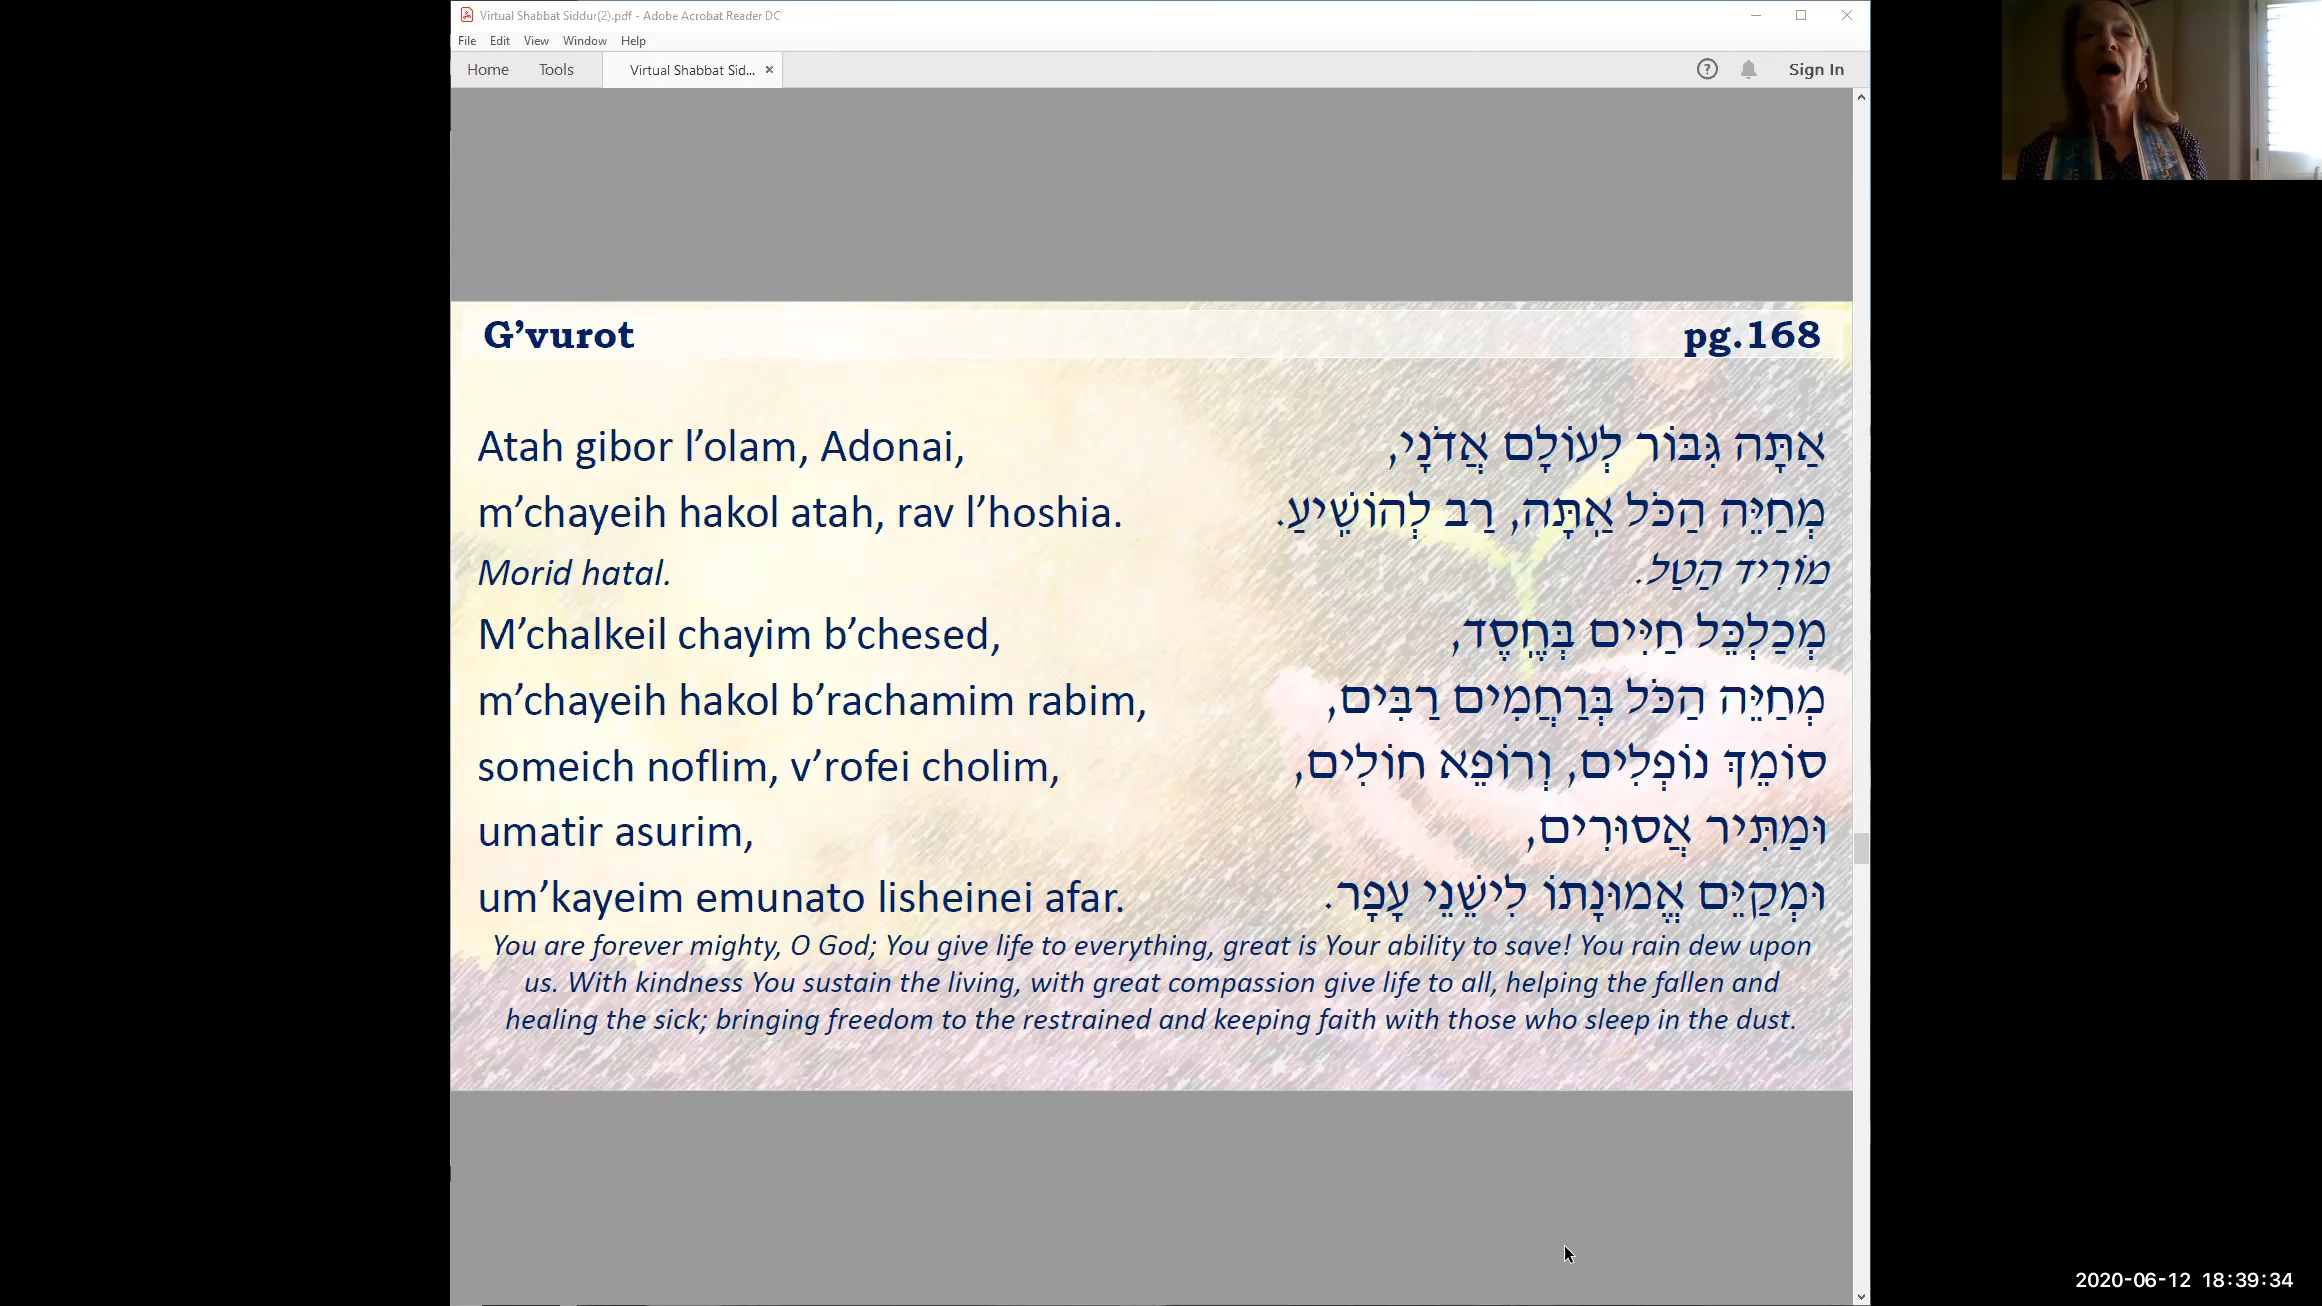 Virtual Shabbat Siddur(2).pdf - Adobe Acrobat Reader DC
File Edit View Window Help
Home Tools Virtual Shabbat Sid... × ? Sign In
G’vurot pg.168
Atah gibor l’olam, Adonai,
m’chayeih hakol atah, rav l’hoshia.
Morid hatal.
M’chalkeil chayim b’chesed,
m’chayeih hakol b’rachamim rabim,
someich noflim, v’rofei cholim,
umatir asurim,
um’kayeim emunato lisheinei afar.
אַתָּה גִּבּוֹר לְעוֹלָם אֲדֹנָי,
מְחַיֵּה הַכֹּל אַֽתָּה, רַב לְהוֹשִֽׁיעַ.
מוֹרִיד הַטַל.
מְכַלְכֵּל חַיִּים בְּחֶֽסֶד,
מְחַיֵּה הַכֹּל בְּרַחֲמִים רַבִּים,
סוֹמֵךְ נוֹפְלִים, וְרוֹפֵא חוֹלִים,
וּמַתִּיר אֲסוּרִים,
וּמְקַיֵּם אֱמוּנָתוֹ לִישֵׁנֵי עָפָר.
You are forever mighty, O God; You give life to everything, great is Your ability to save! You rain dew upon
us. With kindness You sustain the living, with great compassion give life to all, helping the fallen and
healing the sick; bringing freedom to the restrained and keeping faith with those who sleep in the dust.
2020-06-12 18:39:34